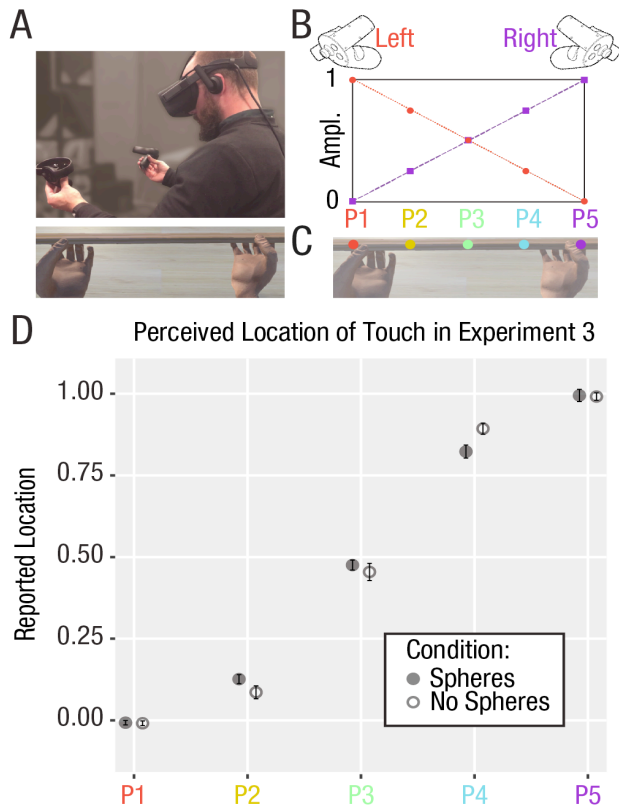 A
B
Left
Right
1
Ampl.
0
P1 P2 P3 P4 P5
C
D
Perceived Location of Touch in Experiment 3
1.00
0.75
0.50
0.25
0.00
Reported Location
Condition:
Spheres
No Spheres
P1 P2 P3 P4 P5